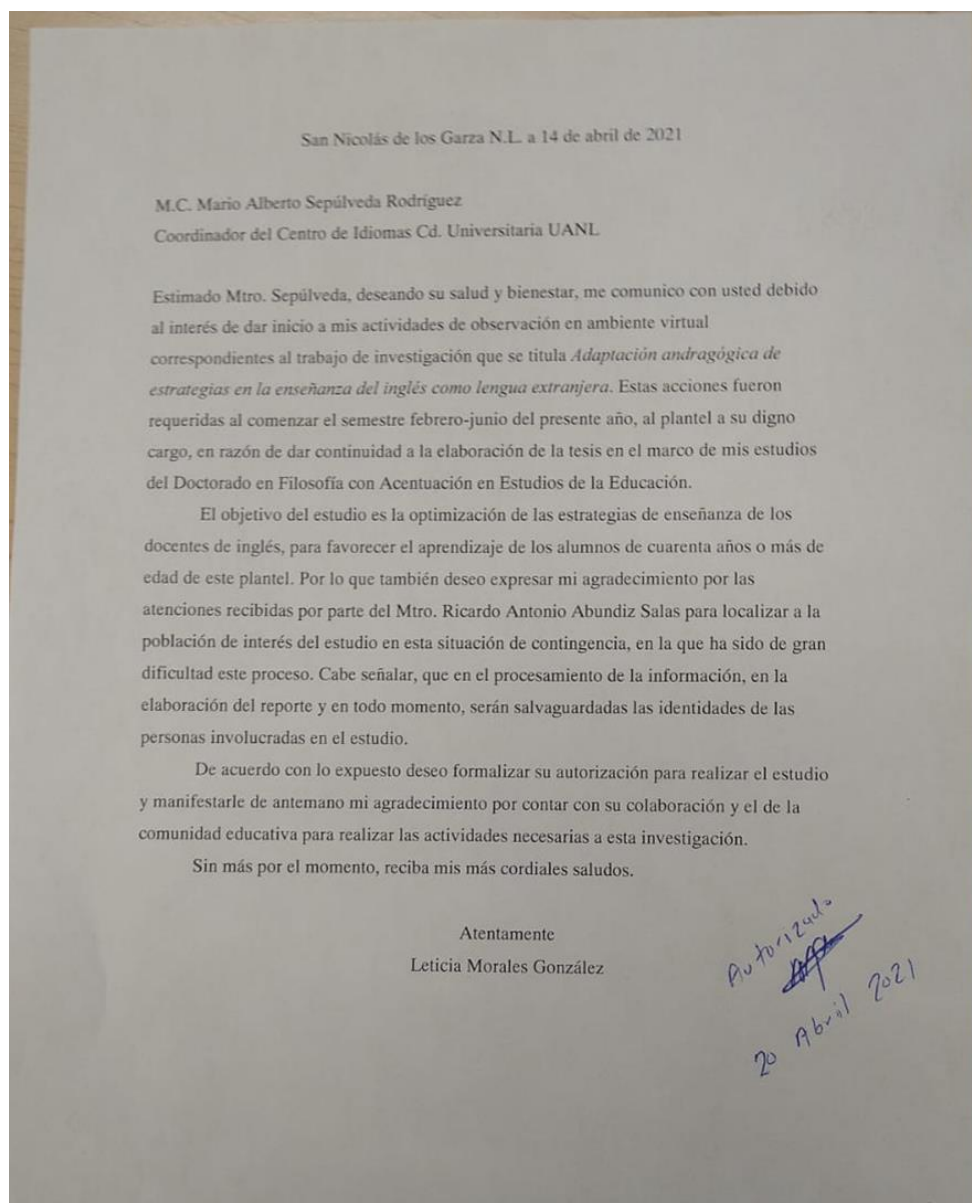 San Nicolás de los Garza N.L. a 14 de abril de 2021
M.C. Mario Alberto Sepúlveda Rodríguez
Coordinador del Centro de Idiomas Cd. Universitaria UANL
Estimado Mtro. Sepúlveda, deseando su salud y bienestar, me comunico con usted debido
al interés de dar inicio a mis actividades de observación en ambiente virtual
correspondientes al trabajo de investigación que se titula Adaptación andragógica de
estrategias en la enseñanza del inglés como lengua extranjera. Estas acciones fueron
requeridas al comenzar el semestre febrero-junio del presente año, al plantel a su digno
cargo, en razón de dar continuidad a la elaboración de la tesis en el marco de mis estudios
del Doctorado en Filosofía con Acentuación en Estudios de la Educación.
El objetivo del estudio es la optimización de las estrategias de enseñanza de los
docentes de inglés, para favorecer el aprendizaje de los alumnos de cuarenta años o más de
edad de este plantel. Por lo que también deseo expresar mi agradecimiento por las
atenciones recibidas por parte del Mtro. Ricardo Antonio Abundiz Salas para localizar a la
población de interés del estudio en esta situación de contingencia, en la que ha sido de gran
dificultad este proceso. Cabe señalar, que en el procesamiento de la información, en la
elaboración del reporte y en todo momento, serán salvaguardadas las identidades de las
personas involucradas en el estudio.
De acuerdo con lo expuesto deseo formalizar su autorización para realizar el estudio
y manifestarle de antemano mi agradecimiento por contar con su colaboración y el de la
comunidad educativa para realizar las actividades necesarias a esta investigación.
Sin más por el momento, reciba mis más cordiales saludos.
Atentamente
Leticia Morales González
Autorizado
20 Abril 2021